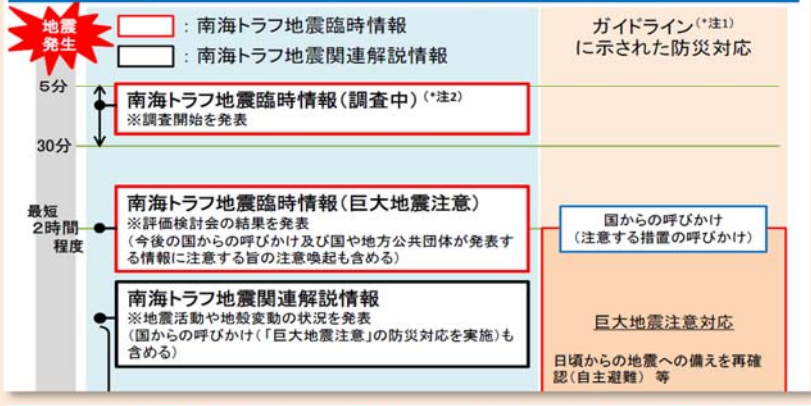 地震
発生
：南海トラフ地震臨時情報
：南海トラフ地震関連解説情報
ガイドライン(*注1)
に示された防災対応
5分
南海トラフ地震臨時情報(調査中)(*注2)
※調査開始を発表
30分
最短
2時間
程度
南海トラフ地震臨時情報(巨大地震注意)
※評価検討会の結果を発表
(今後の国からの呼びかけ及び国や地方公共団体が発表す
る情報に注意する旨の注意喚起も含める)
国からの呼びかけ
(注意する措置の呼びかけ)
南海トラフ地震関連解説情報
※地震活動や地殻変動の状況を発表
(国からの呼びかけ(「巨大地震注意」の防災対応を実施)も
含める)
巨大地震注意対応
日頃からの地震への備えを再確
認(自主避難) 等